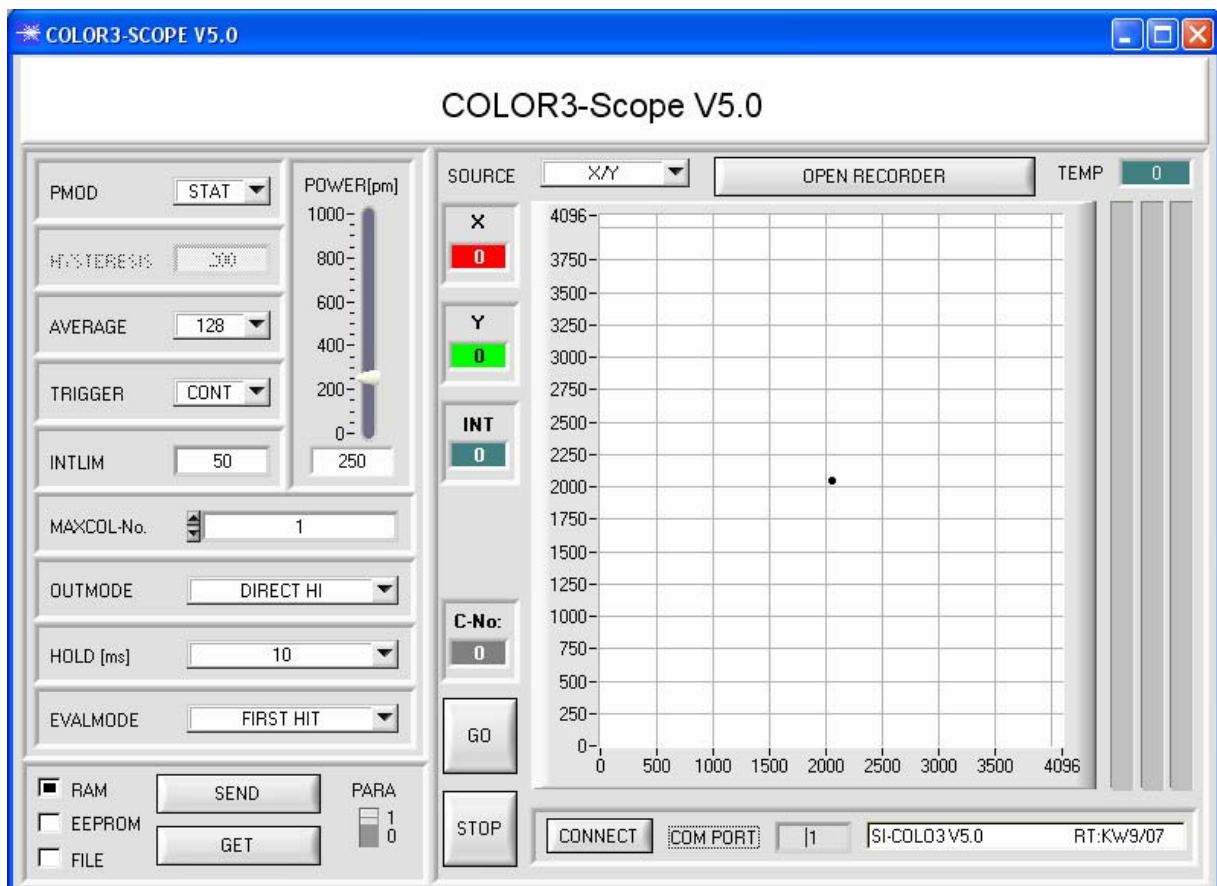 COLOR3-SCOPE V5.0
COLOR3-Scope V5.0
PMOD STAT
HYSTERESIS 200
AVERAGE 128
TRIGGER CONT
INTLIM 50
POWER[pm]
1000
800
600
400
200
0
250
MAXCOL-No. 1
OUTMODE DIRECT HI
HOLD [ms] 10
EVALMODE FIRST HIT
RAM
EEPROM
FILE
SEND
GET
PARA
1
0
SOURCE X/Y OPEN RECORDER TEMP 0
X
0
Y
0
INT
0
C-No:
0
GO
STOP
4096
3750
3500
3250
3000
2750
2500
2250
2000
1750
1500
1250
1000
750
500
250
0
0 500 1000 1500 2000 2500 3000 3500 4096
CONNECT COM PORT 1 SI-COLO3 V5.0 RT:KW9/07